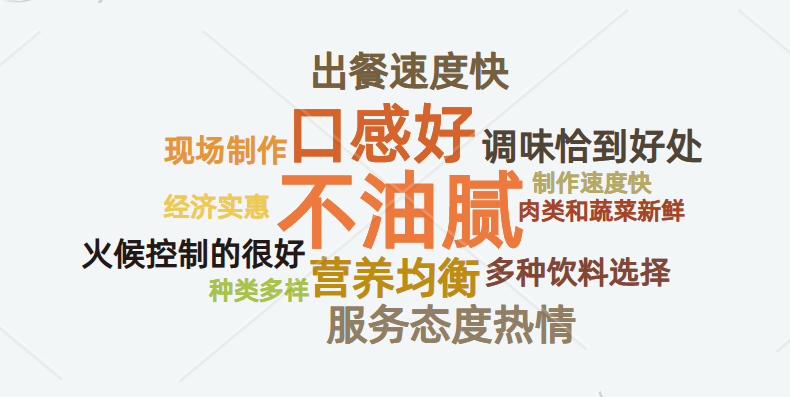 出餐速度快
口感好
调味恰到好处
现场制作
不油腻
制作速度快
经济实惠
肉类和蔬菜新鲜
火候控制的很好
营养均衡
多种饮料选择
种类多样
服务态度热情